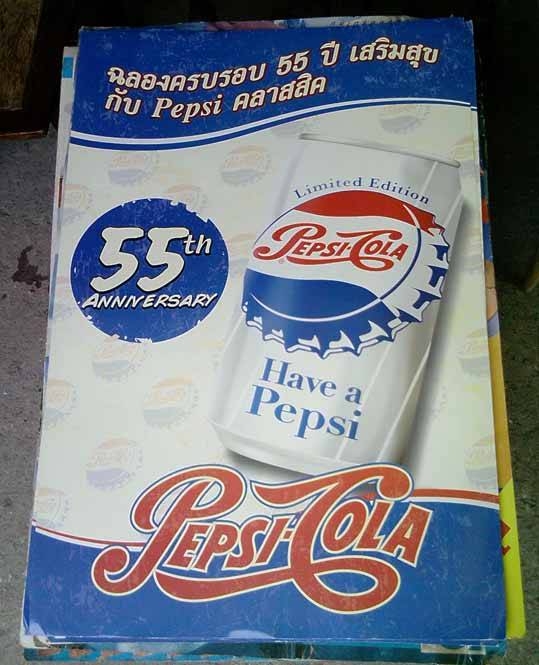 ฉลองครบรอบ 55 ปี เสริมสุข
กับ Pepsi คลาสสิค
Limited Edition
PEPSI-COLA
55th
ANNIVERSARY
Have a
Pepsi
PEPSI-COLA